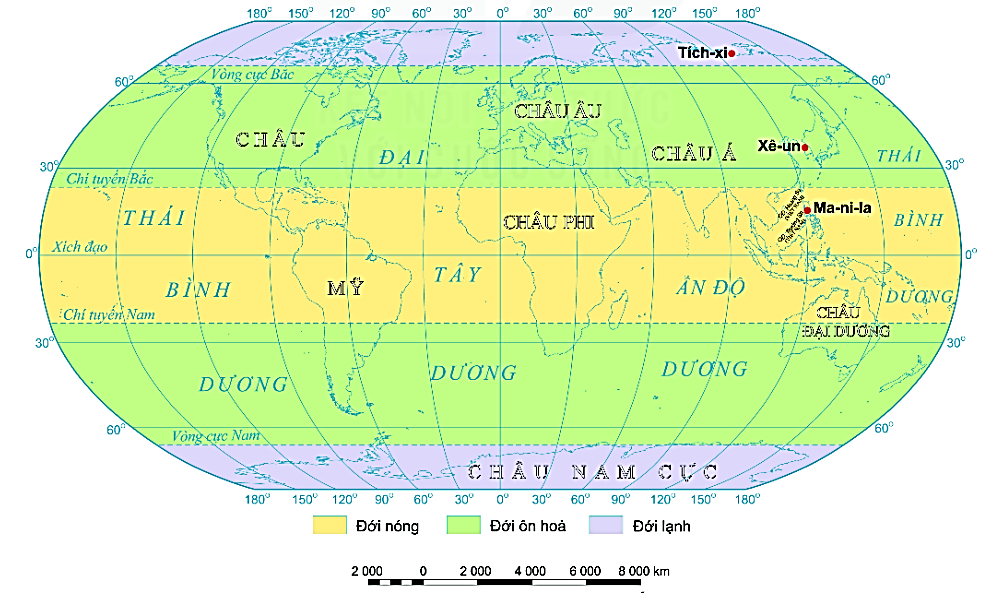 180° 150° 120° 90° 60° 30° 0° 30° 60° 90° 120° 150° 180°
Tích-xi
Vòng cực Bắc
60° 60°
CHÂU ÂU
CHÂU
Xê-un
ĐẠI
CHÂU Á
THÁI
30° 30°
Chí tuyến Bắc
Ma-ni-la
THÁI
CHÂU PHI
BÌNH
Xích đạo
0° 0°
TÂY
BÌNH
MỸ
ẤN ĐỘ
DƯƠNG
Chí tuyến Nam
CHÂU
ĐẠI DƯƠNG
30° 30°
DƯƠNG
DƯƠNG
DƯƠNG
60° 60°
Vòng cực Nam
CHÂU NAM CỰC
180° 150° 120° 90° 60° 30° 0° 30° 60° 90° 120° 150° 180°
Đới nóng
Đới ôn hoà
Đới lạnh
2 000 0 2 000 4 000 6 000 8 000 km